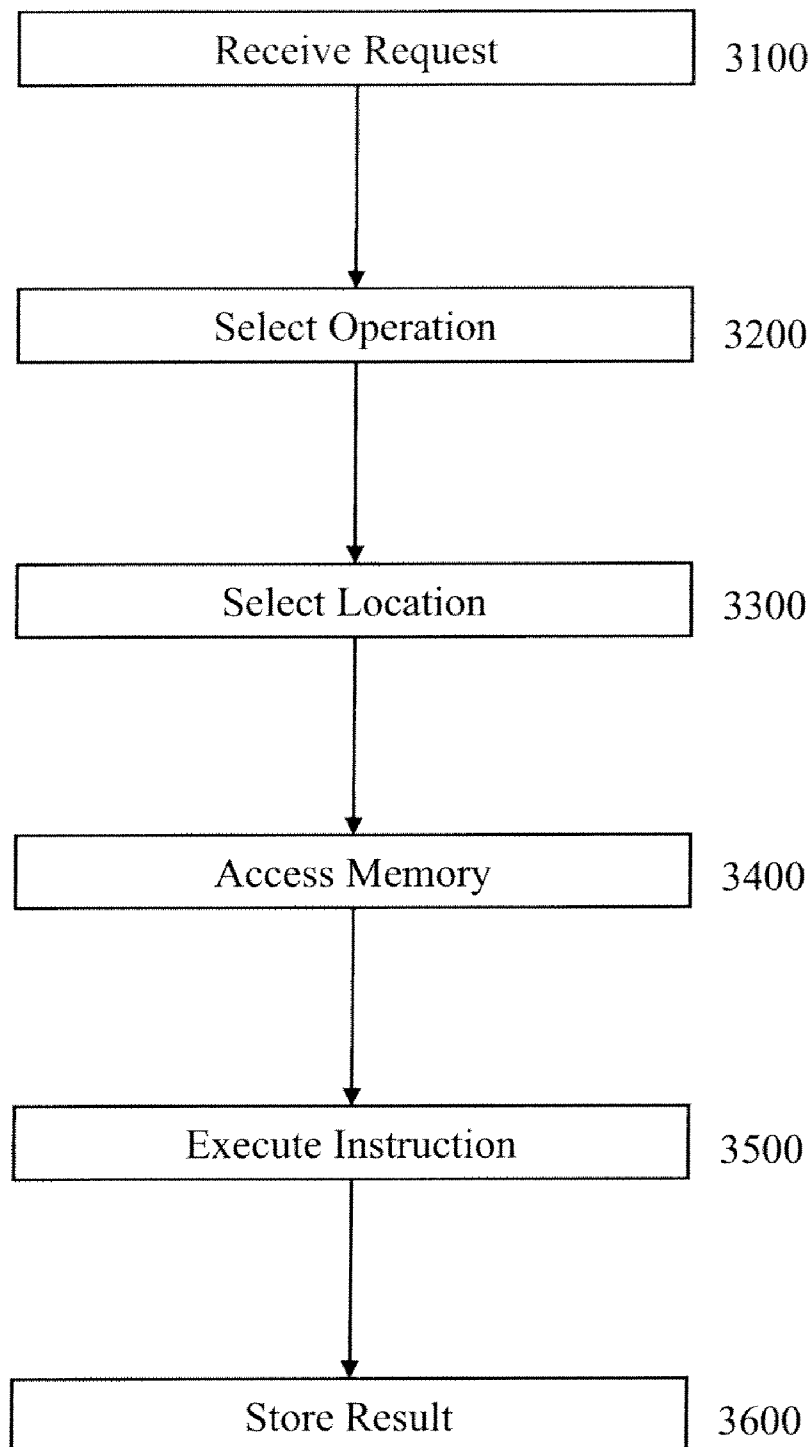 Receive Request 3100
Select Operation 3200
Select Location 3300
Access Memory 3400
Execute Instruction 3500
Store Result 3600